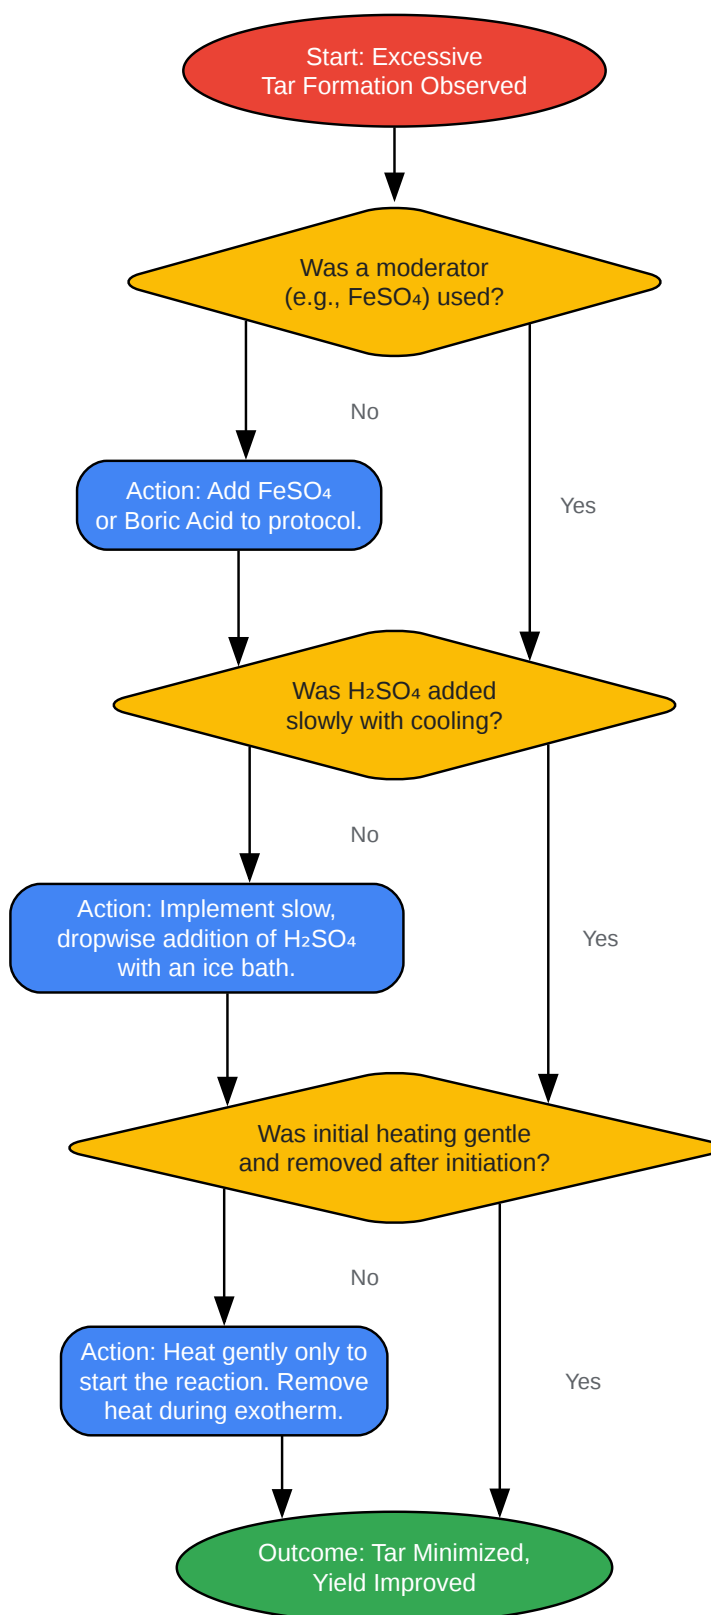 Start: Excessive
Tar Formation Observed
Was a moderator
(e.g., FeSO₄) used?
No
Action: Add FeSO₄
or Boric Acid to protocol.
Yes
Was H₂SO₄ added
slowly with cooling?
No
Action: Implement slow,
dropwise addition of H₂SO₄
with an ice bath.
Yes
Was initial heating gentle
and removed after initiation?
No
Action: Heat gently only to
start the reaction. Remove
heat during exotherm.
Yes
Outcome: Tar Minimized,
Yield Improved